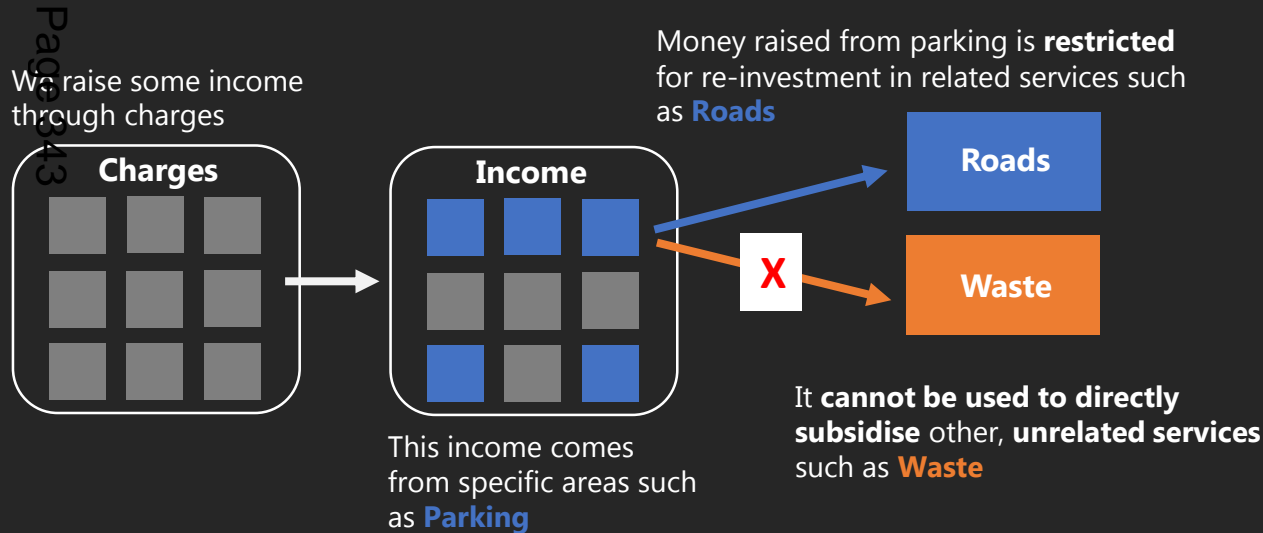 Page 343
We raise some income
through charges
Charges
Income
This income comes
from specific areas such
as Parking
Money raised from parking is restricted
for re-investment in related services such
as Roads
Roads
X
Waste
It cannot be used to directly
subsidise other, unrelated services
such as Waste